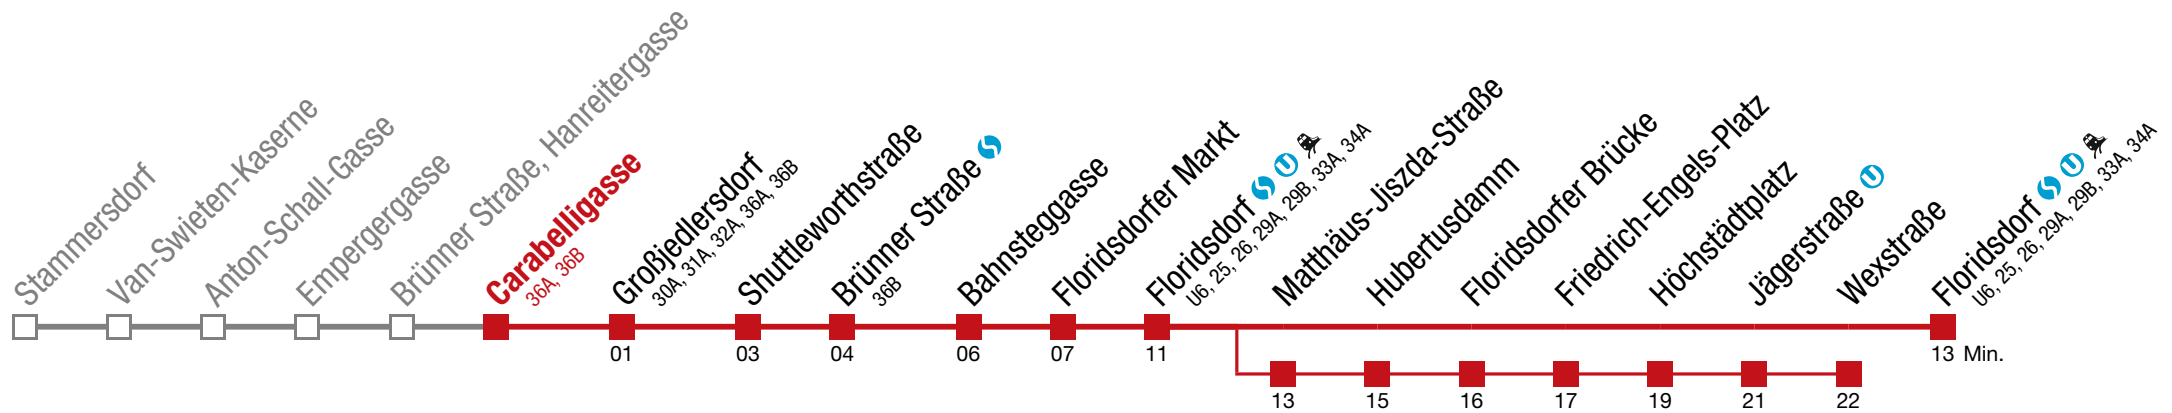 Stammersdorf
Van-Swieten-Kaserne
Anton-Schall-Gasse
Empergergasse
Brünner Straße, Hanreitergasse
Carabelligasse
36A, 36B
Großjedlersdorf
30A, 31A, 32A, 36A, 36B
Shuttleworthstraße
Brünner Straße S
36B
Bahnsteggasse
Floridsdorfer Markt
Floridsdorf S U
U6, 25, 26, 29A, 29B, 33A, 34A
Matthäus-Jiszda-Straße
Hubertusdamm
Floridsdorfer Brücke
Friedrich-Engels-Platz
Höchstädtplatz
Jägerstraße U
Wexstraße
Floridsdorf S U
U6, 25, 26, 29A, 29B, 33A, 34A
01 03 04 06 07 11 13 Min.
13 15 16 17 19 21 22